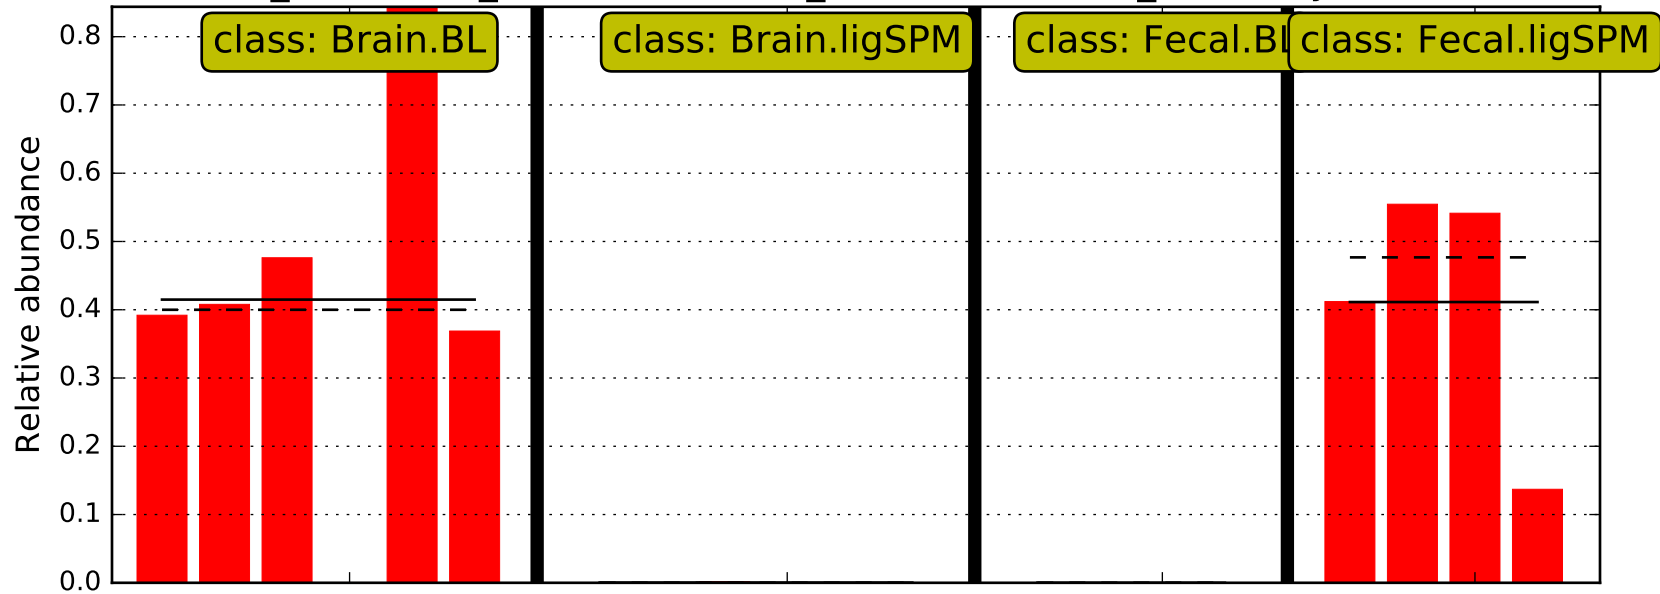 class: Brain.BL
class: Brain.ligSPM
class: Fecal.BL
class: Fecal.ligSPM
Relative abundance
0.8
0.7
0.6
0.5
0.4
0.3
0.2
0.1
0.0